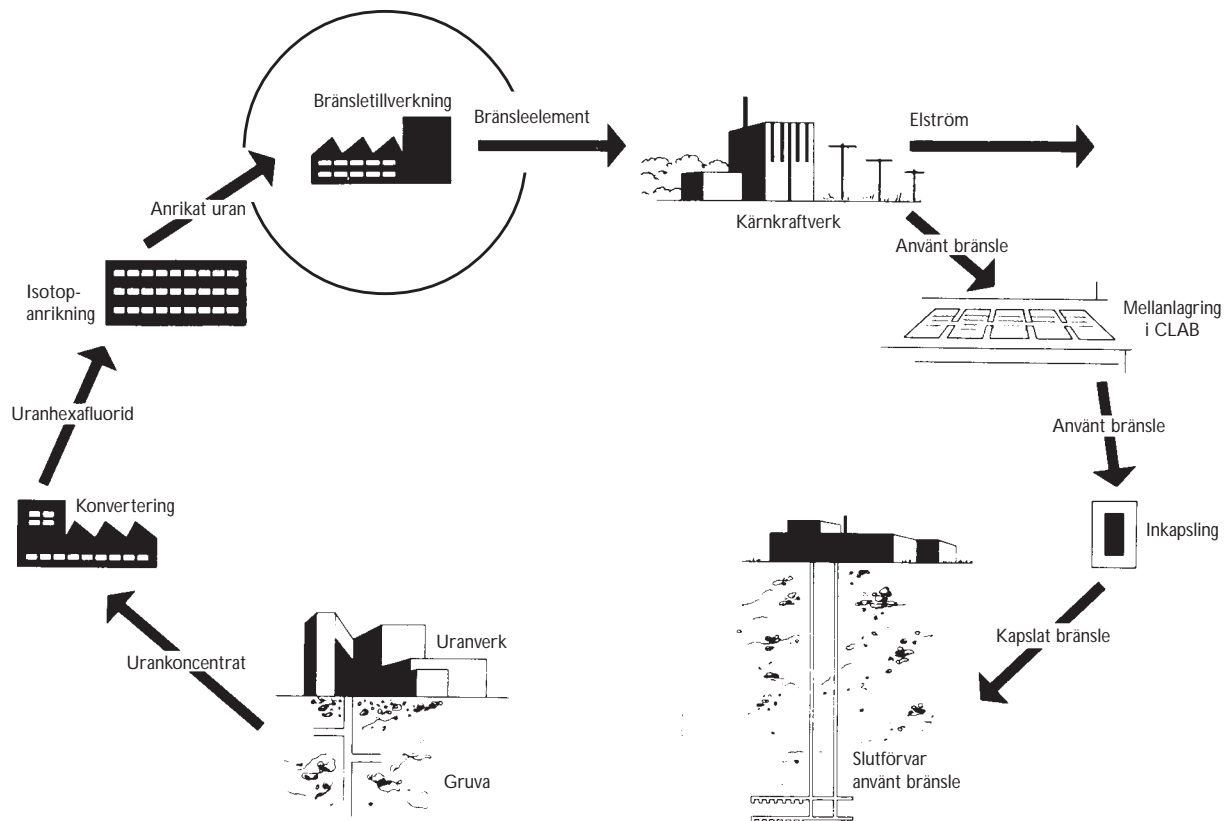 Bränsletillverkning
Bränsleelement
Elström
Kärnkraftverk
Anrikat uran
Använt bränsle
Isotop-
anrikning
Mellanlagring
i CLAB
Uranhexafluorid
Använt bränsle
Konvertering
Inkapsling
Urankoncentrat
Uranverk
Kapslat bränsle
Gruva
Slutförvar
använt bränsle